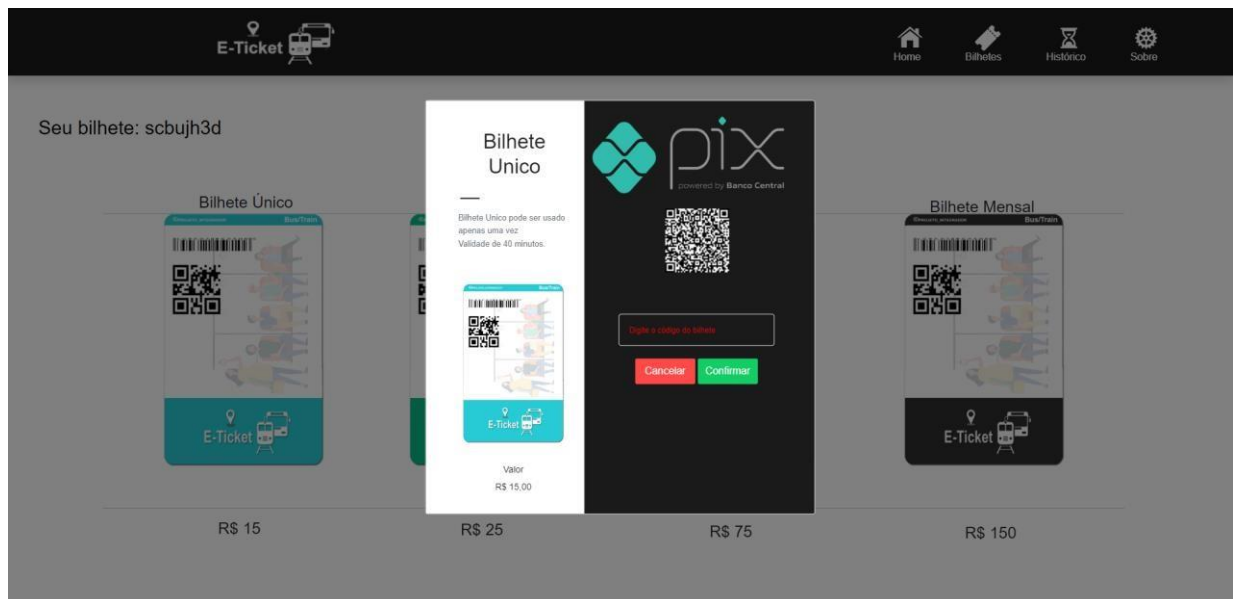 E-Ticket
Home
Bilhetes
Histórico
Sobre
Seu bilhete: scbujh3d
Bilhete Único
Bus/Train
E-Ticket
R$ 15
R$ 25
Bilhete
Unico
Bilhete Unico pode ser usado
apenas uma vez
Validade de 40 minutos.
Bus/Train
E-Ticket
Valor
R$ 15,00
pix
powered by Banco Central
Digite o código do bilhete
Cancelar
Confirmar
R$ 75
Bilhete Mensal
Bus/Train
E-Ticket
R$ 150